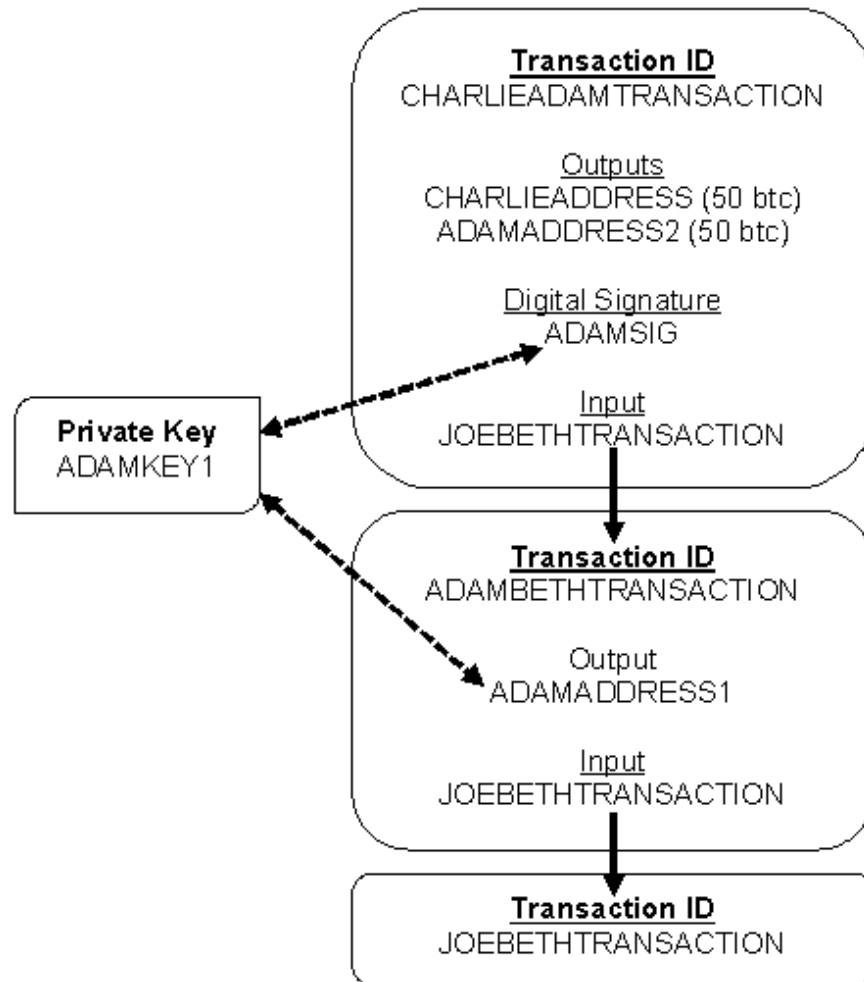 Transaction ID
CHARLIEADAMTRANSACTION
Outputs
CHARLIEADDRESS (50 btc)
ADAMADDRESS2 (50 btc)
Digital Signature
ADAMSIG
Input
JOEBETHTRANSACTION
Private Key
ADAMKEY1
Transaction ID
ADAMBETHTRANSACTION
Output
ADAMADDRESS1
Input
JOEBETHTRANSACTION
Transaction ID
JOEBETHTRANSACTION